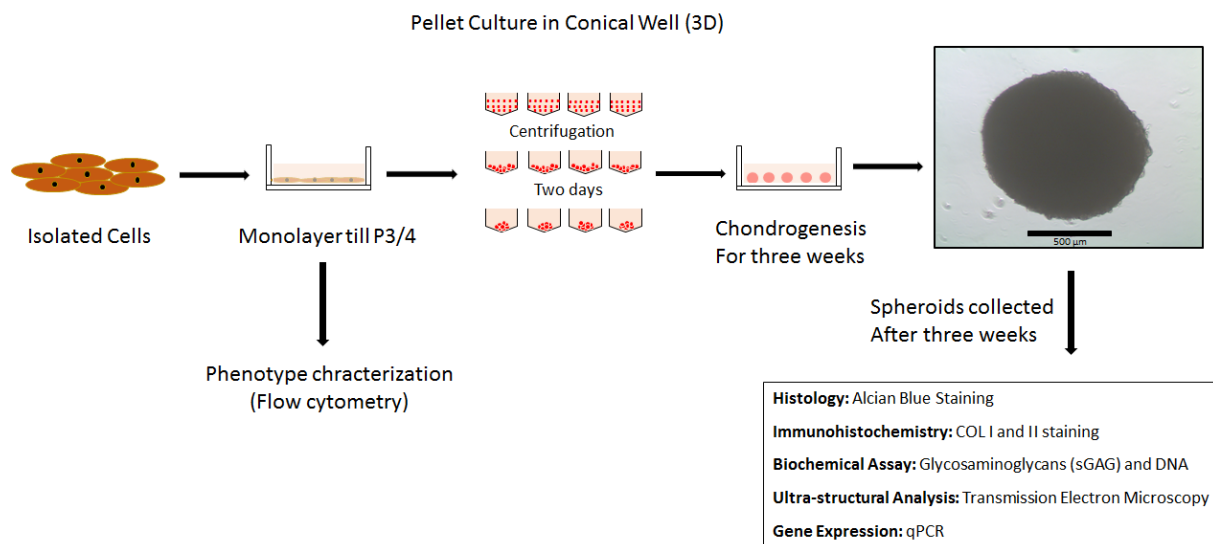 Pellet Culture in Conical Well (3D)
Centrifugation
Two days
Isolated Cells
Monolayer till P3/4
Chondrogenesis
For three weeks
500 µm
Spheroids collected
After three weeks
Phenotype chracterization
(Flow cytometry)
Histology: Alcian Blue Staining
Immunohistochemistry: COL I and II staining
Biochemical Assay: Glycosaminoglycans (sGAG) and DNA
Ultra-structural Analysis: Transmission Electron Microscopy
Gene Expression: qPCR